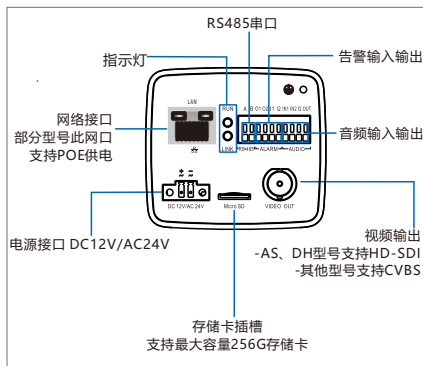 RS485串口
指示灯
告警输入输出
LAN
RUN
A B O1 O2 I1 I2 IN1 IN2 G OUT
网络接口
部分型号此网口
支持POE供电
音频输入输出
LINK
RS485 ALARM AUDIO
DC 12V/AC 24V
Micro SD
VIDEO OUT
电源接口 DC12V/AC24V
视频输出
-AS、DH型号支持HD-SDI
-其他型号支持CVBS
存储卡插槽
支持最大容量256G存储卡